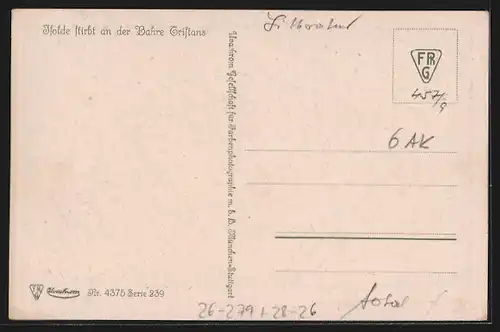 Isolde stirbt an der Bahre Tristans
Uvachrom Gesellschaft für Farbenphotographie m. b. H. München-Stuttgart
FR
G
457/9
6 AK
Uvachrom
Nr. 4375 Serie 239
26-279+28-26